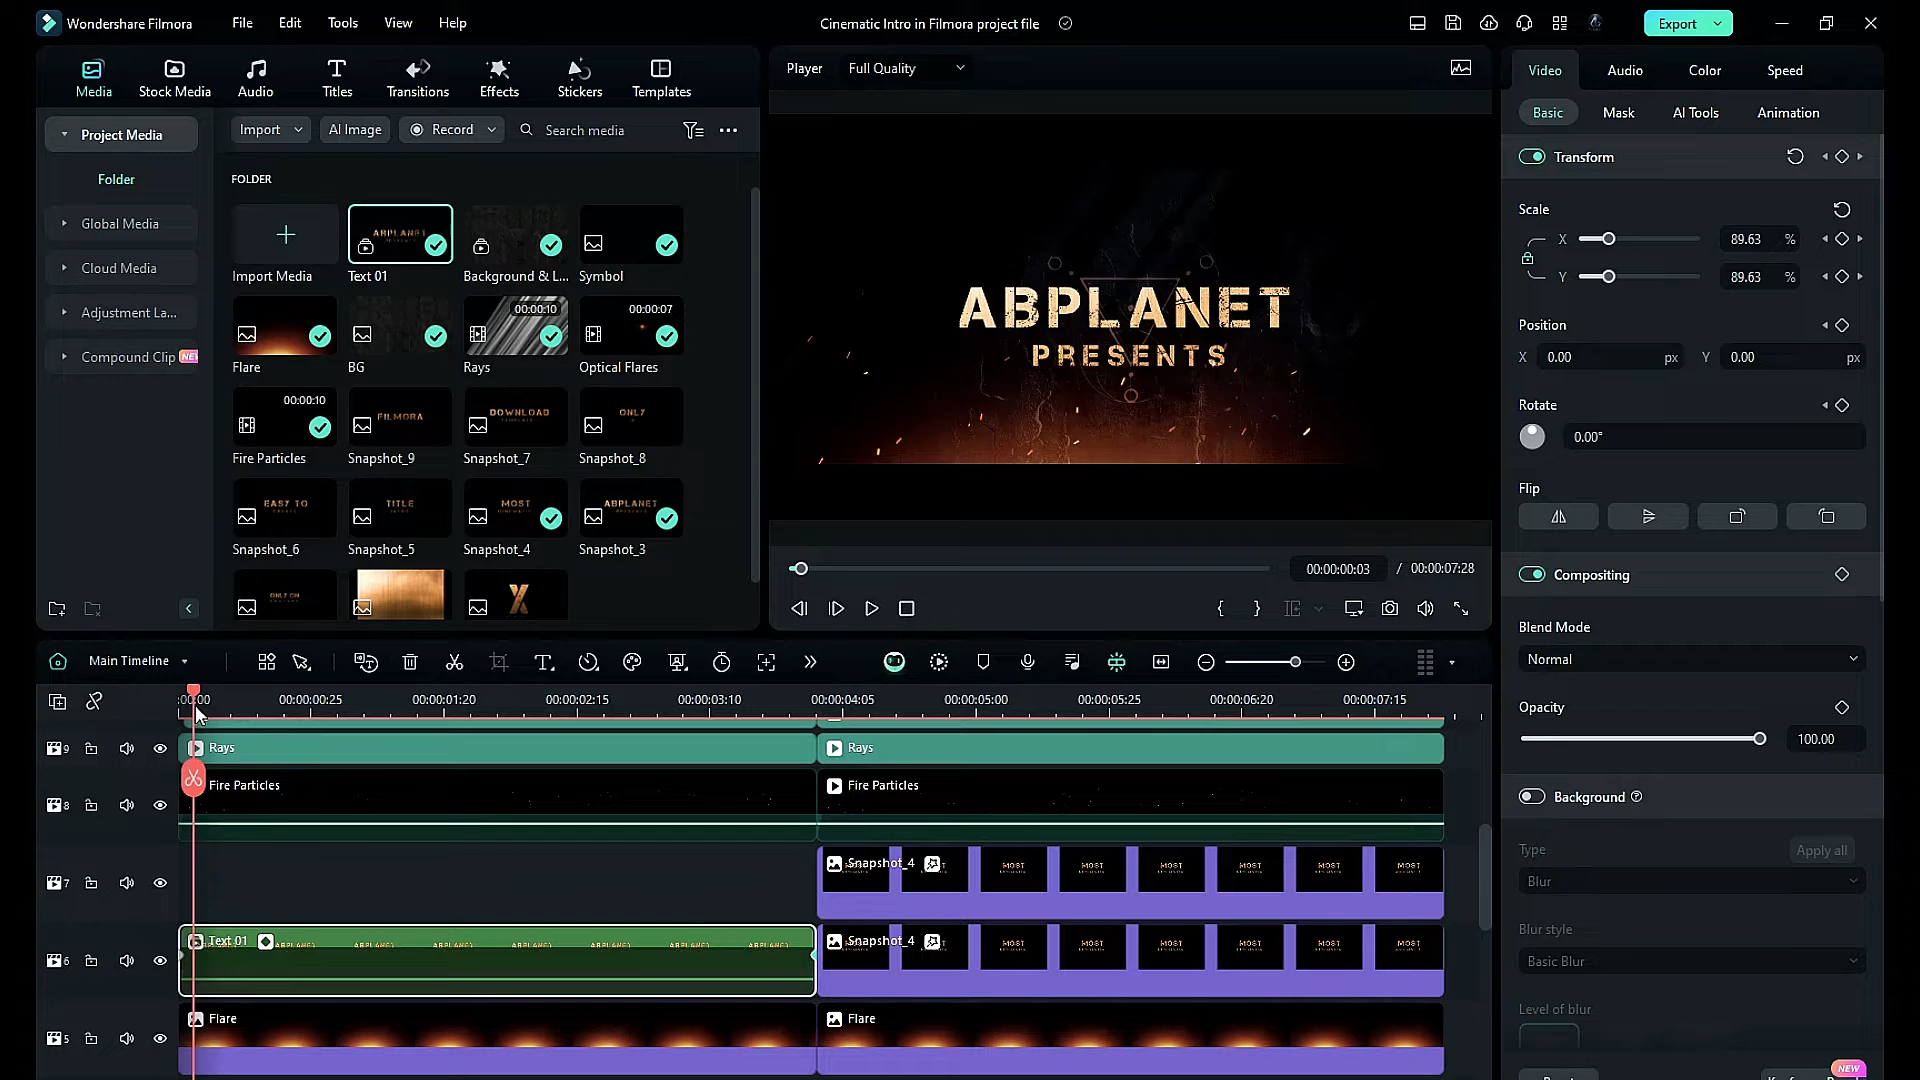 Wondershare Filmora
File
Edit
Tools
View
Help
Cinematic Intro in Filmora project file
Export
Media
Stock Media
Audio
Titles
Transitions
Effects
Stickers
Templates
Player
Full Quality
Video
Audio
Color
Speed
Basic
Mask
AI Tools
Animation
Project Media
Folder
Global Media
Cloud Media
Adjustment La...
Compound Clip
NEW
Import
AI Image
Record
Search media
FOLDER
Import Media
ABPLANET
Text 01
Background & L...
Symbol
Flare
BG
00:00:10
Rays
00:00:07
Optical Flares
00:00:10
Fire Particles
FILMORA
Snapshot_9
DOWNLOAD
TEMPLATE
Snapshot_7
ONLY
Snapshot_8
EASY TO
Snapshot_6
TITLE
Snapshot_5
MOST
Snapshot_4
ABPLANET
PRESENTS
Snapshot_3
ONLY ON
X
ABPLANET
PRESENTS
00:00:00:03
/
00:00:07:28
Transform
Scale
X
89.63
%
Y
89.63
%
Position
X
0.00
px
Y
0.00
px
Rotate
0.00°
Flip
Compositing
Blend Mode
Normal
Opacity
100.00
Background
Type
Apply all
Blur
Blur style
Basic Blur
Level of blur
NEW
Main Timeline
:00:00
00:00:00:25
00:00:01:20
00:00:02:15
00:00:03:10
00:00:04:05
00:00:05:00
00:00:05:25
00:00:06:20
00:00:07:15
9
Rays
Rays
8
Fire Particles
Fire Particles
7
Snapshot_4
MOST
MOST
MOST
MOST
MOST
MOST
6
Text 01
ABPLANET
ABPLANET
ABPLANET
ABPLANET
ABPLANET
ABPLANET
ABPLANET
Snapshot_4
MOST
MOST
MOST
MOST
MOST
MOST
5
Flare
Flare